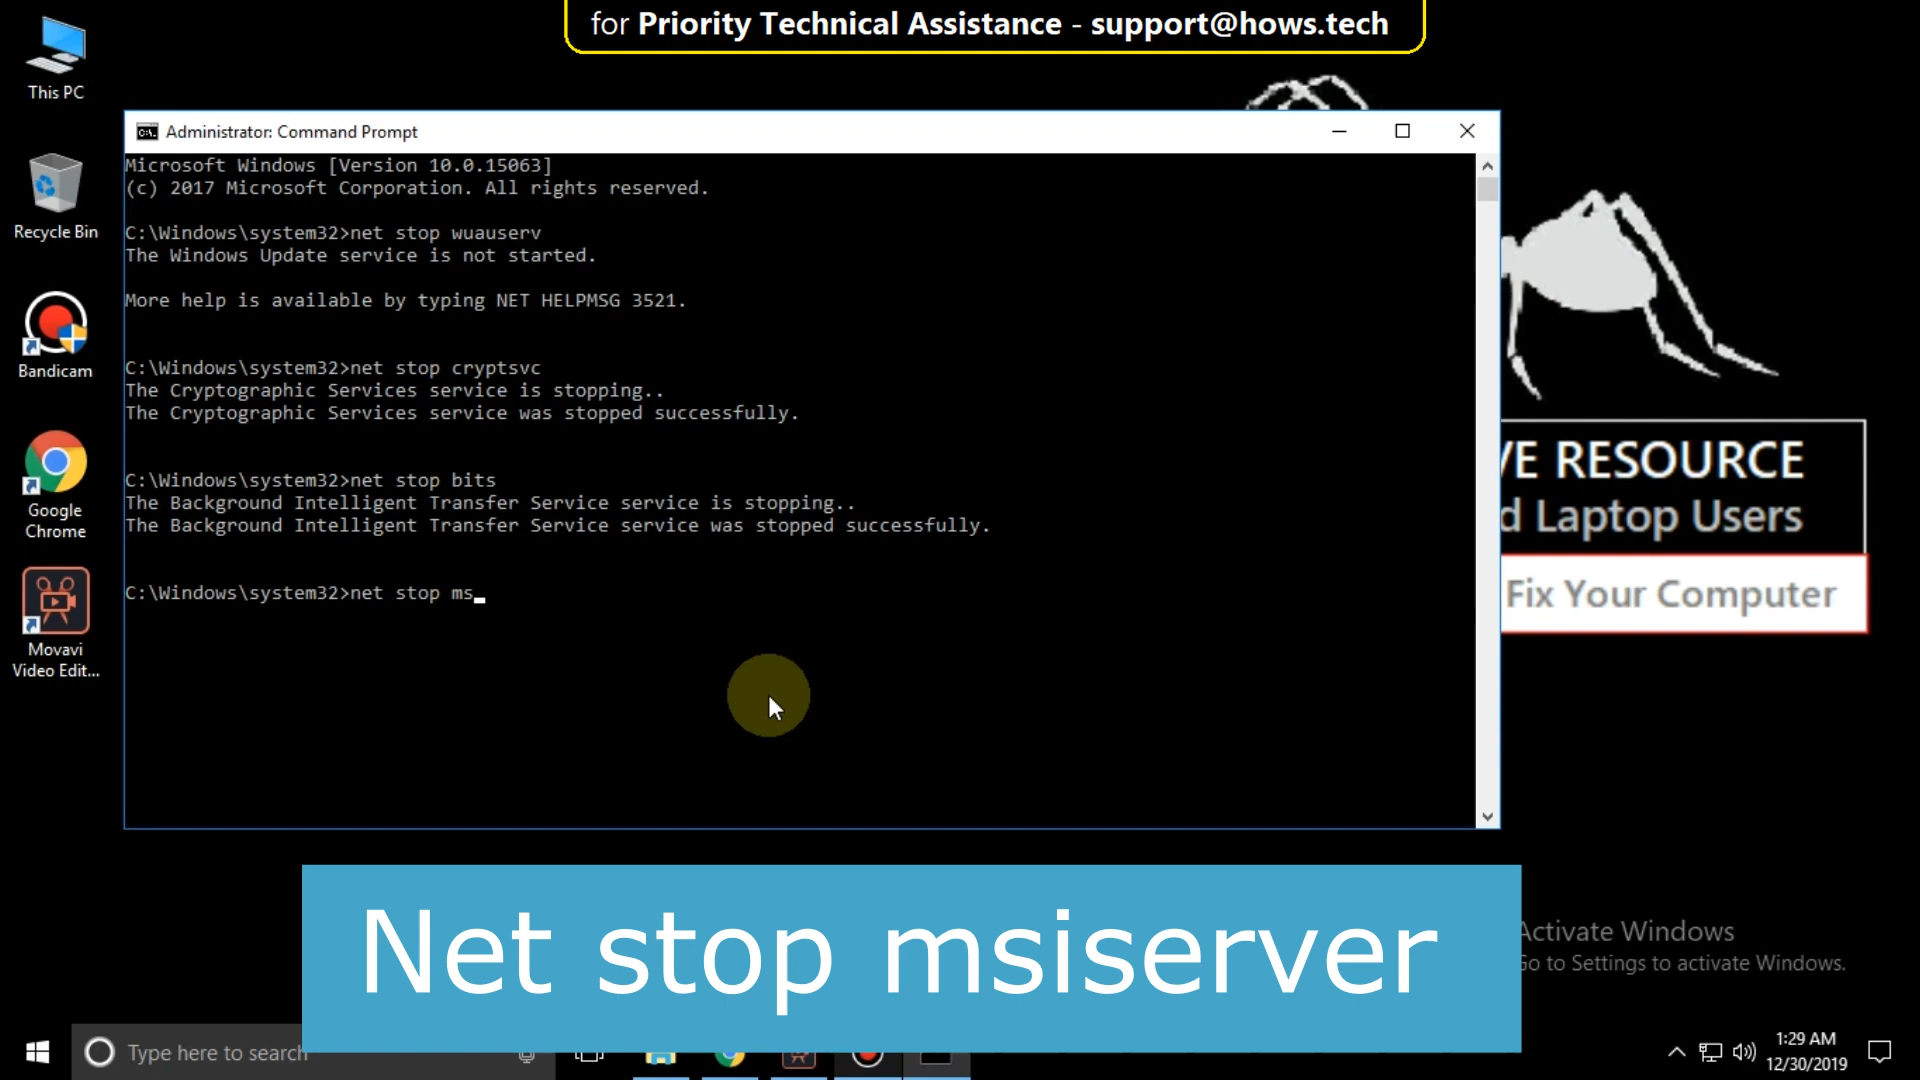 for Priority Technical Assistance - support@hows.tech
This PC
Recycle Bin
Bandicam
Google
Chrome
Movavi
Video Edit...
Administrator: Command Prompt
Microsoft Windows [Version 10.0.15063]
(c) 2017 Microsoft Corporation. All rights reserved.
C:\Windows\system32>net stop wuauserv
The Windows Update service is not started.
More help is available by typing NET HELPMSG 3521.
C:\Windows\system32>net stop cryptsvc
The Cryptographic Services service is stopping..
The Cryptographic Services service was stopped successfully.
C:\Windows\system32>net stop bits
The Background Intelligent Transfer Service service is stopping..
The Background Intelligent Transfer Service service was stopped successfully.
C:\Windows\system32>net stop ms
RESOURCE
Laptop Users
Fix Your Computer
Net stop msiserver
Activate Windows
Go to Settings to activate Windows.
Type here to search
1:29 AM
12/30/2019